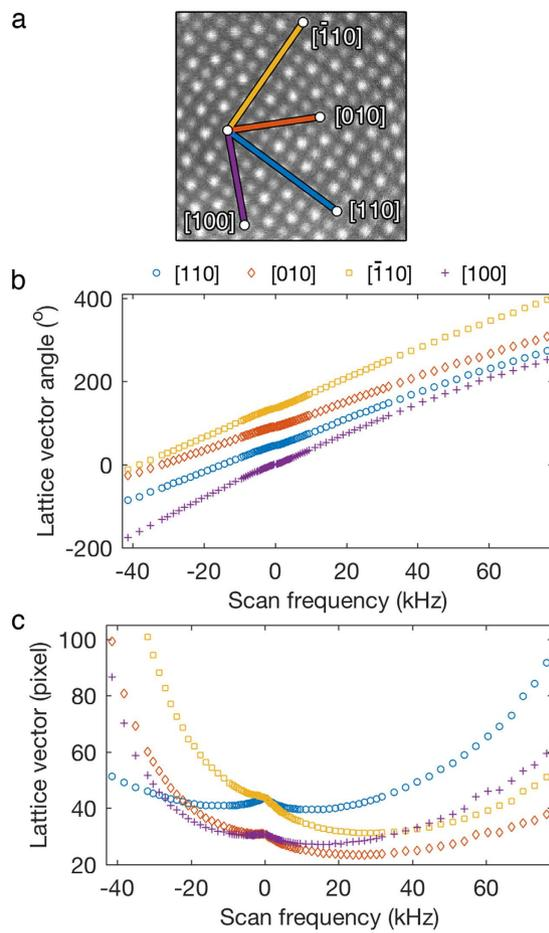 a
[1̄10]
[010]
[110]
[100]
[110] [010] [1̄10] [100]
b
400
200
0
-200
Lattice vector angle (º)
-40 -20 0 20 40 60
Scan frequency (kHz)
c
100
80
60
40
20
Lattice vector (pixel)
-40 -20 0 20 40 60
Scan frequency (kHz)